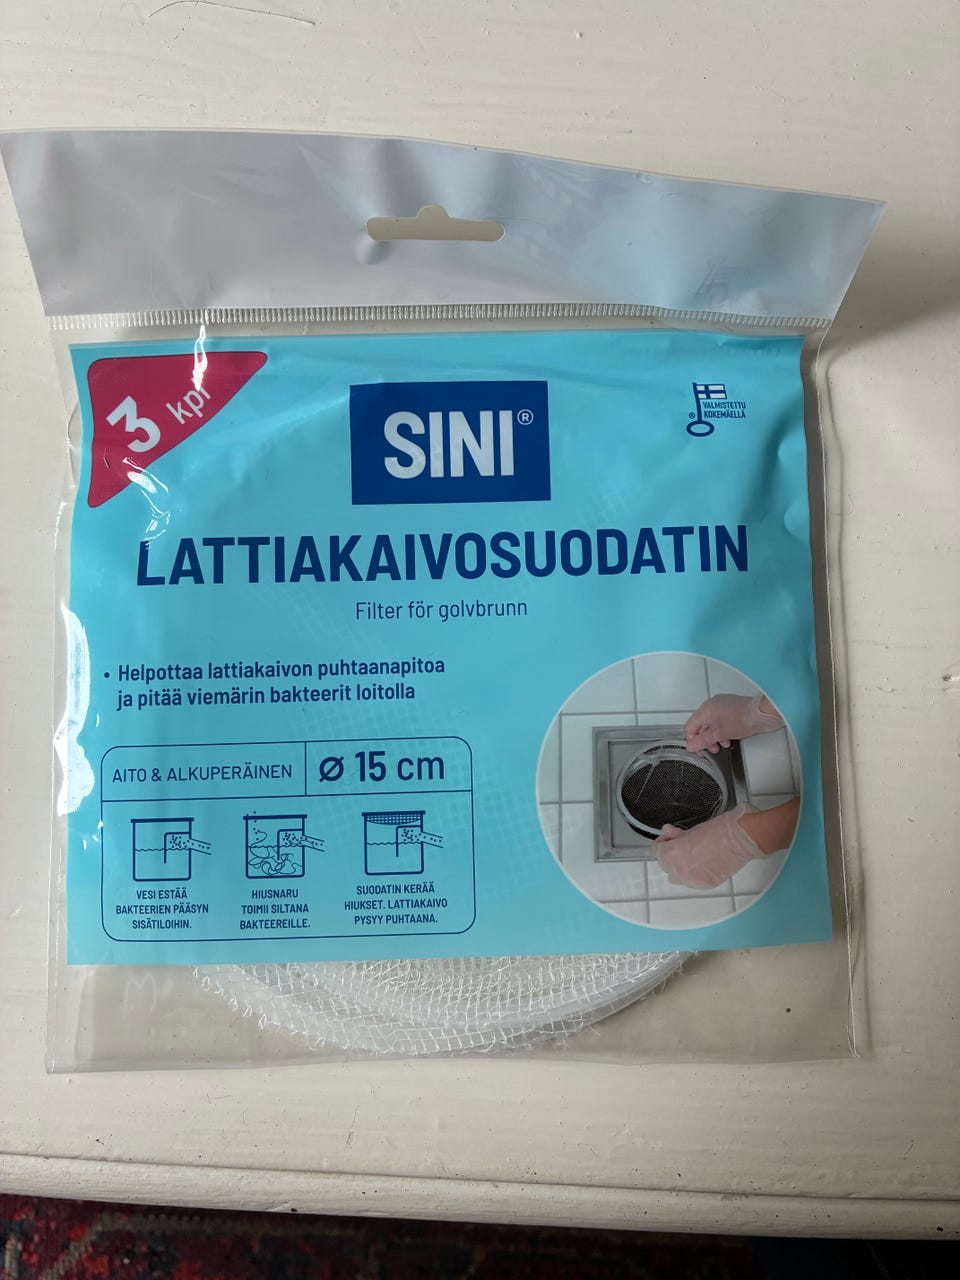 3 kpl
SINI®
® VALMISTETTU
KOKEMÄELLÄ
LATTIAKAIVOSUODATIN
Filter för golvbrunn
• Helpottaa lattiakaivon puhtaanapitoa
ja pitää viemärin bakteerit loitolla
AITO & ALKUPERÄINEN
Ø 15 cm
VESI ESTÄÄ
BAKTEERIEN PÄÄSYN
SISÄTILOIHIN.
HIUSNARU
TOIMII SILTANA
BAKTEEREILLE.
SUODATIN KERÄÄ
HIUKSET. LATTIAKAIVO
PYSYY PUHTAANA.